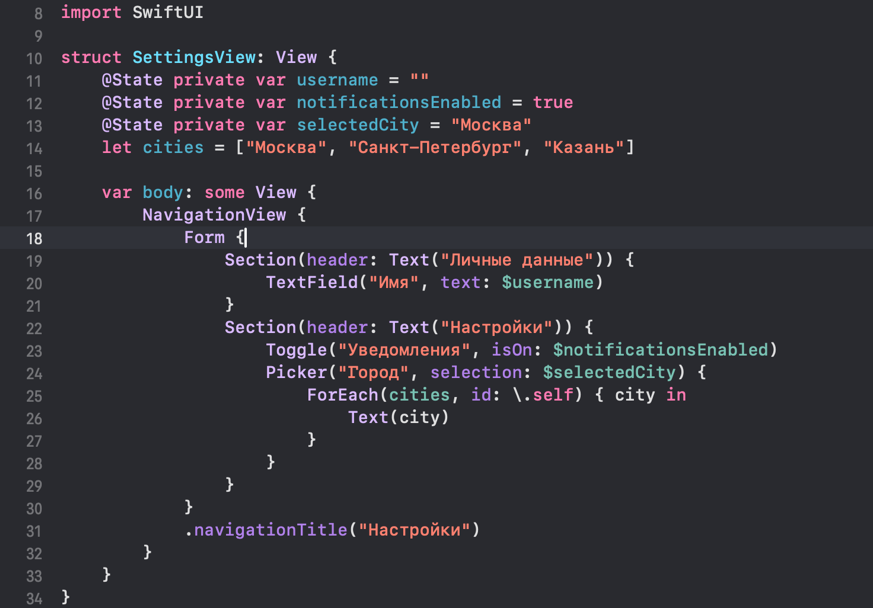 8 import SwiftUI
9
10 struct SettingsView: View {
11     @State private var username = ""
12     @State private var notificationsEnabled = true
13     @State private var selectedCity = "Москва"
14     let cities = ["Москва", "Санкт-Петербург", "Казань"]
15
16     var body: some View {
17         NavigationView {
18             Form {
19                 Section(header: Text("Личные данные")) {
20                     TextField("Имя", text: $username)
21                 }
22                 Section(header: Text("Настройки")) {
23                     Toggle("Уведомления", isOn: $notificationsEnabled)
24                     Picker("Город", selection: $selectedCity) {
25                         ForEach(cities, id: \.self) { city in
26                             Text(city)
27                         }
28                     }
29                 }
30             }
31             .navigationTitle("Настройки")
32         }
33     }
34 }